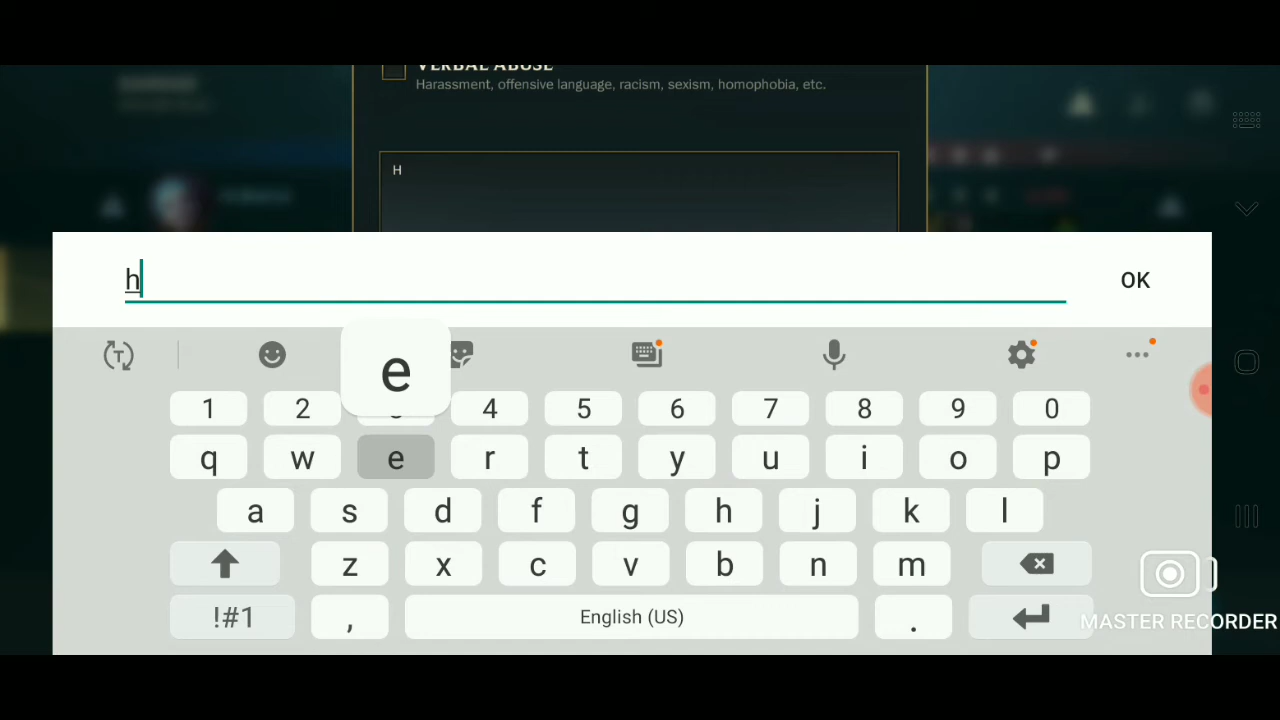 VERBAL ABUSE
Harassment, offensive language, racism, sexism, homophobia, etc.
H
h
OK
T
e
1 2 4 5 6 7 8 9 0
q w e r t y u i o p
a s d f g h j k l
z x c v b n m
!#1 , English (US) .
MASTER RECORDER